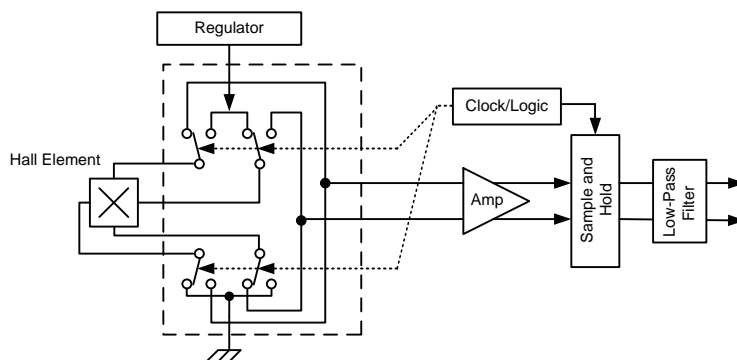 Regulator
Clock/Logic
Hall Element
Amp
Sample and
Hold
Low-Pass
Filter